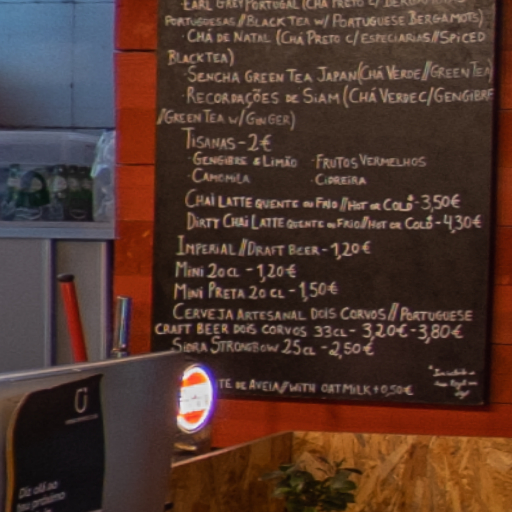 EARL GREY PORTUGAL (CHÁ PRETO C/ BERGAMOTAS
PORTUGUESAS//BLACK TEA W/ PORTUGUESE BERGAMOTS)
· CHÁ DE NATAL (CHÁ PRETO C/ESPECIARIAS//SPICED
BLACK TEA)
· SENCHA GREEN TEA JAPAN (CHÁ VERDE//GREEN TEA)
· RECORDAÇÕES DE SIAM (CHÁ VERDE C/GENGIBRE
//GREEN TEA W/ GINGER)
TISANAS - 2€
· GENGIBRE & LIMÃO · FRUTOS VERMELHOS
· CAMOMILA · CIDREIRA
CHAI LATTE QUENTE OU FRIO//HOT OR COLD* - 3,50€
DIRTY CHAI LATTE QUENTE OU FRIO//HOT OR COLD* - 4,30€
IMPERIAL//DRAFT BEER - 1,20€
MINI 20CL - 1,20€
MINI PRETA 20CL - 1,50€
CERVEJA ARTESANAL DOIS CORVOS//PORTUGUESE
CRAFT BEER DOIS CORVOS 33CL - 3,20€ - 3,80€
SIDRA STRONGBOW 25CL - 2,50€
TE DE AVEIA//WITH OAT MILK + 0,50€
Diz olá ao
teu próximo